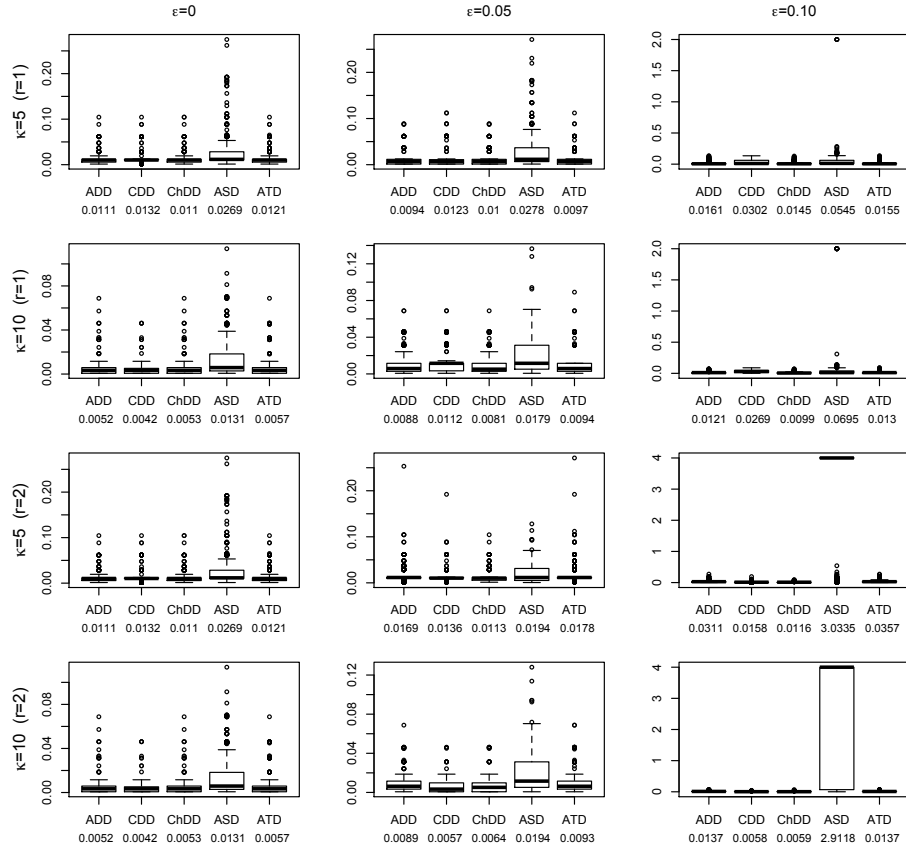 ε=0 ε=0.05 ε=0.10
κ=5 (r=1)
0.00 0.10 0.20
ADD CDD ChDD ASD ATD
0.0111 0.0132 0.011 0.0269 0.0121
0.00 0.10 0.20
ADD CDD ChDD ASD ATD
0.0094 0.0123 0.01 0.0278 0.0097
0.0 0.5 1.0 1.5 2.0
ADD CDD ChDD ASD ATD
0.0161 0.0302 0.0145 0.0545 0.0155
κ=10 (r=1)
0.00 0.04 0.08
ADD CDD ChDD ASD ATD
0.0052 0.0042 0.0053 0.0131 0.0057
0.00 0.04 0.08 0.12
ADD CDD ChDD ASD ATD
0.0088 0.0112 0.0081 0.0179 0.0094
0.0 0.5 1.0 1.5 2.0
ADD CDD ChDD ASD ATD
0.0121 0.0269 0.0099 0.0695 0.013
κ=5 (r=2)
0.00 0.10 0.20
ADD CDD ChDD ASD ATD
0.0111 0.0132 0.011 0.0269 0.0121
0.00 0.10 0.20
ADD CDD ChDD ASD ATD
0.0169 0.0136 0.0113 0.0194 0.0178
0 1 2 3 4
ADD CDD ChDD ASD ATD
0.0311 0.0158 0.0116 3.0335 0.0357
κ=10 (r=2)
0.00 0.04 0.08
ADD CDD ChDD ASD ATD
0.0052 0.0042 0.0053 0.0131 0.0057
0.00 0.04 0.08 0.12
ADD CDD ChDD ASD ATD
0.0089 0.0057 0.0064 0.0194 0.0093
0 1 2 3 4
ADD CDD ChDD ASD ATD
0.0137 0.0058 0.0059 2.9118 0.0137